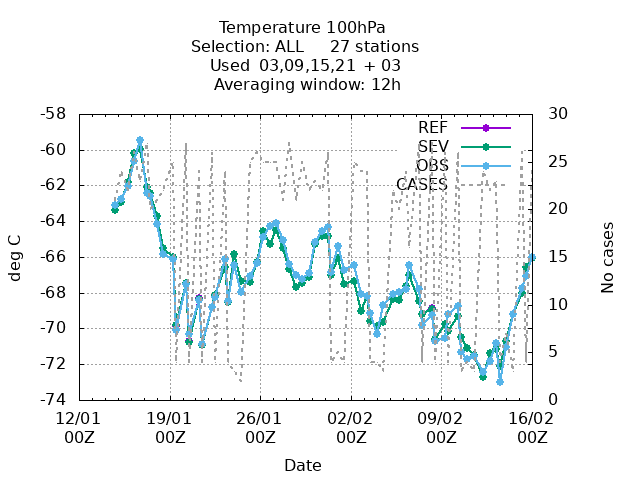 Temperature 100hPa
Selection: ALL 27 stations
Used 03,09,15,21 + 03
Averaging window: 12h
-58 30
REF
-60 SEV 25
OBS
-62 CASES
-64 20
deg C -66 15 No cases
-68
-70 10
-72 5
-74 0
12/01 19/01 26/01 02/02 09/02 16/02
00Z 00Z 00Z 00Z 00Z 00Z
Date